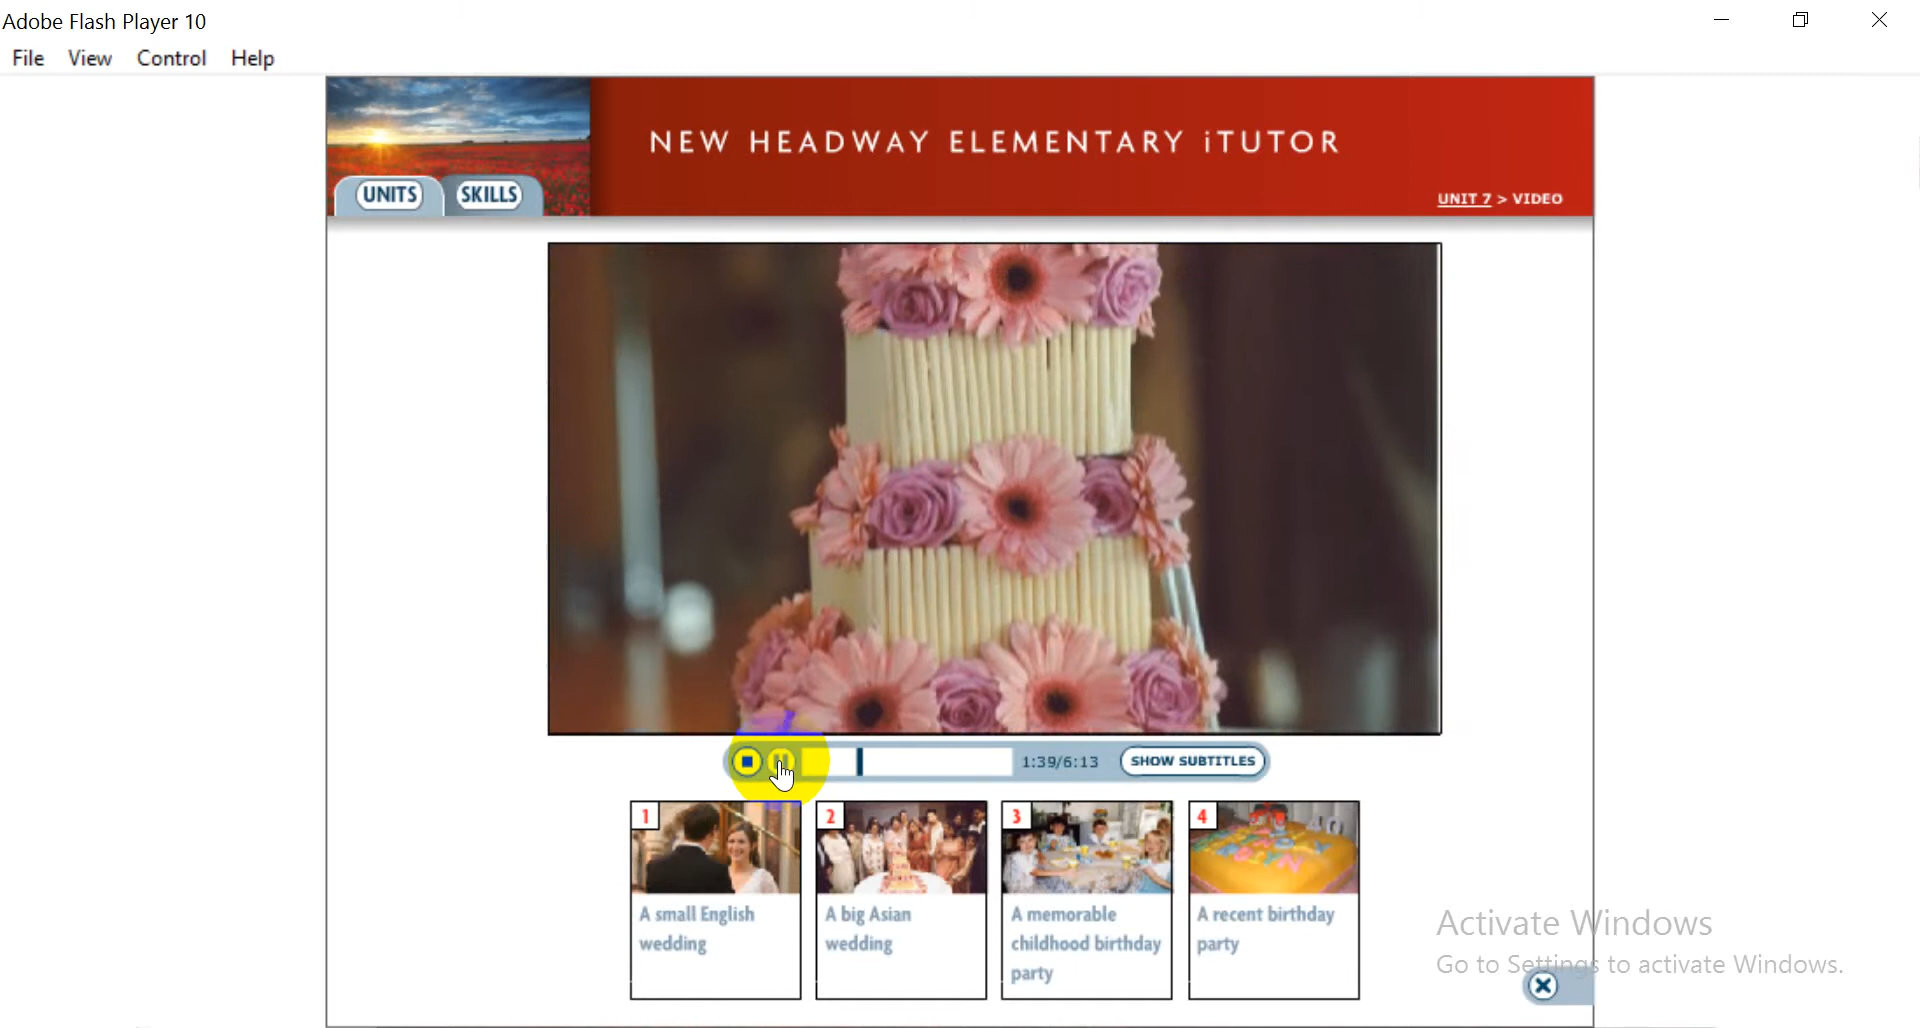 Adobe Flash Player 10
File View Control Help
NEW HEADWAY ELEMENTARY iTUTOR
UNITS SKILLS
UNIT 7 > VIDEO
1:39/6:13 SHOW SUBTITLES
1
A small English
wedding
2
A big Asian
wedding
3
A memorable
childhood birthday
party
4
A recent birthday
party
Activate Windows
Go to Settings to activate Windows.